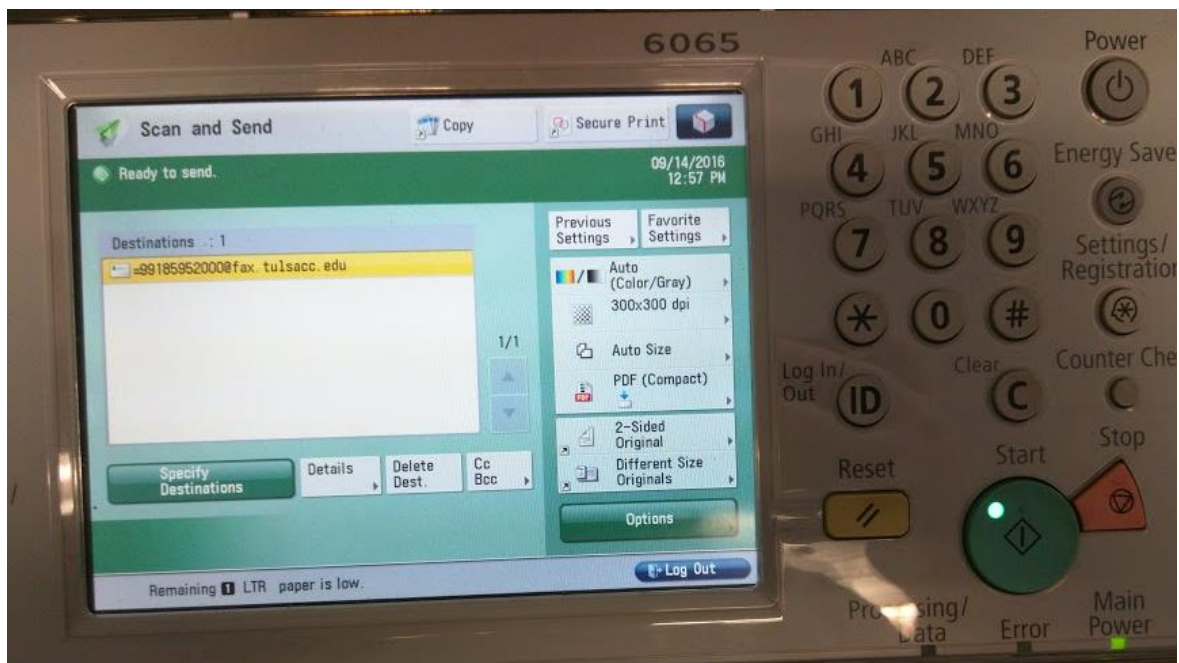 6065
Scan and Send
Copy
Secure Print
Ready to send.
09/14/2016
12:57 PM
Destinations : 1
=99185952000@fax.tulsacc.edu
1/1
Specify
Destinations
Details
Delete
Dest.
Cc
Bcc
Previous
Settings
Favorite
Settings
Auto
(Color/Gray)
300x300 dpi
Auto Size
PDF
PDF (Compact)
2-Sided
Original
Different Size
Originals
Options
Remaining 1 LTR paper is low.
Log Out
ABC DEF
1 2 3
GHI JKL MNO
4 5 6
PQRS TUV WXYZ
7 8 9
* 0 #
Log In/
Out
ID
Clear
C
Reset
Start
Power
Energy Save
Settings/
Registration
Counter Che
Stop
Data
Error
Main
Power